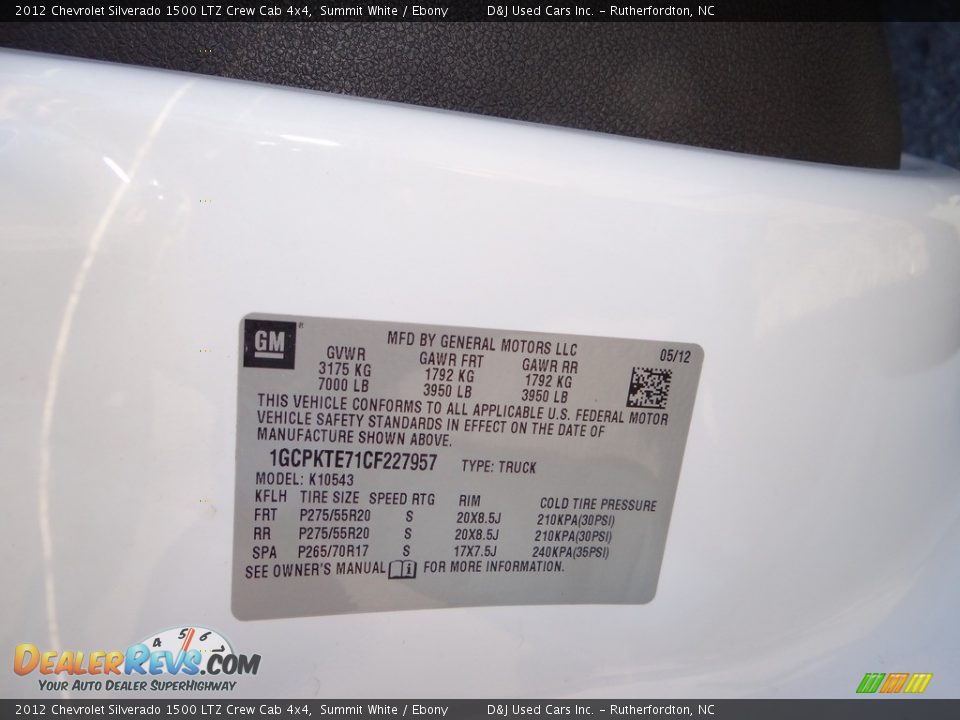 2012 Chevrolet Silverado 1500 LTZ Crew Cab 4x4, Summit White / Ebony D&J Used Cars Inc. - Rutherfordton, NC
GM
MFD BY GENERAL MOTORS LLC 05/12
GVWR GAWR FRT GAWR RR
3175 KG 1792 KG 1792 KG
7000 LB 3950 LB 3950 LB
THIS VEHICLE CONFORMS TO ALL APPLICABLE U.S. FEDERAL MOTOR
VEHICLE SAFETY STANDARDS IN EFFECT ON THE DATE OF
MANUFACTURE SHOWN ABOVE.
1GCPKTE71CF227957 TYPE: TRUCK
MODEL: K10543
KFLH TIRE SIZE SPEED RTG RIM COLD TIRE PRESSURE
FRT P275/55R20 S 20X8.5J 210KPA(30PSI)
RR P275/55R20 S 20X8.5J 210KPA(30PSI)
SPA P265/70R17 S 17X7.5J 240KPA(35PSI)
SEE OWNER'S MANUAL i FOR MORE INFORMATION.
4 5 6 7
DealerRevs.com
Your Auto Dealer SuperHighway
2012 Chevrolet Silverado 1500 LTZ Crew Cab 4x4, Summit White / Ebony D&J Used Cars Inc. - Rutherfordton, NC